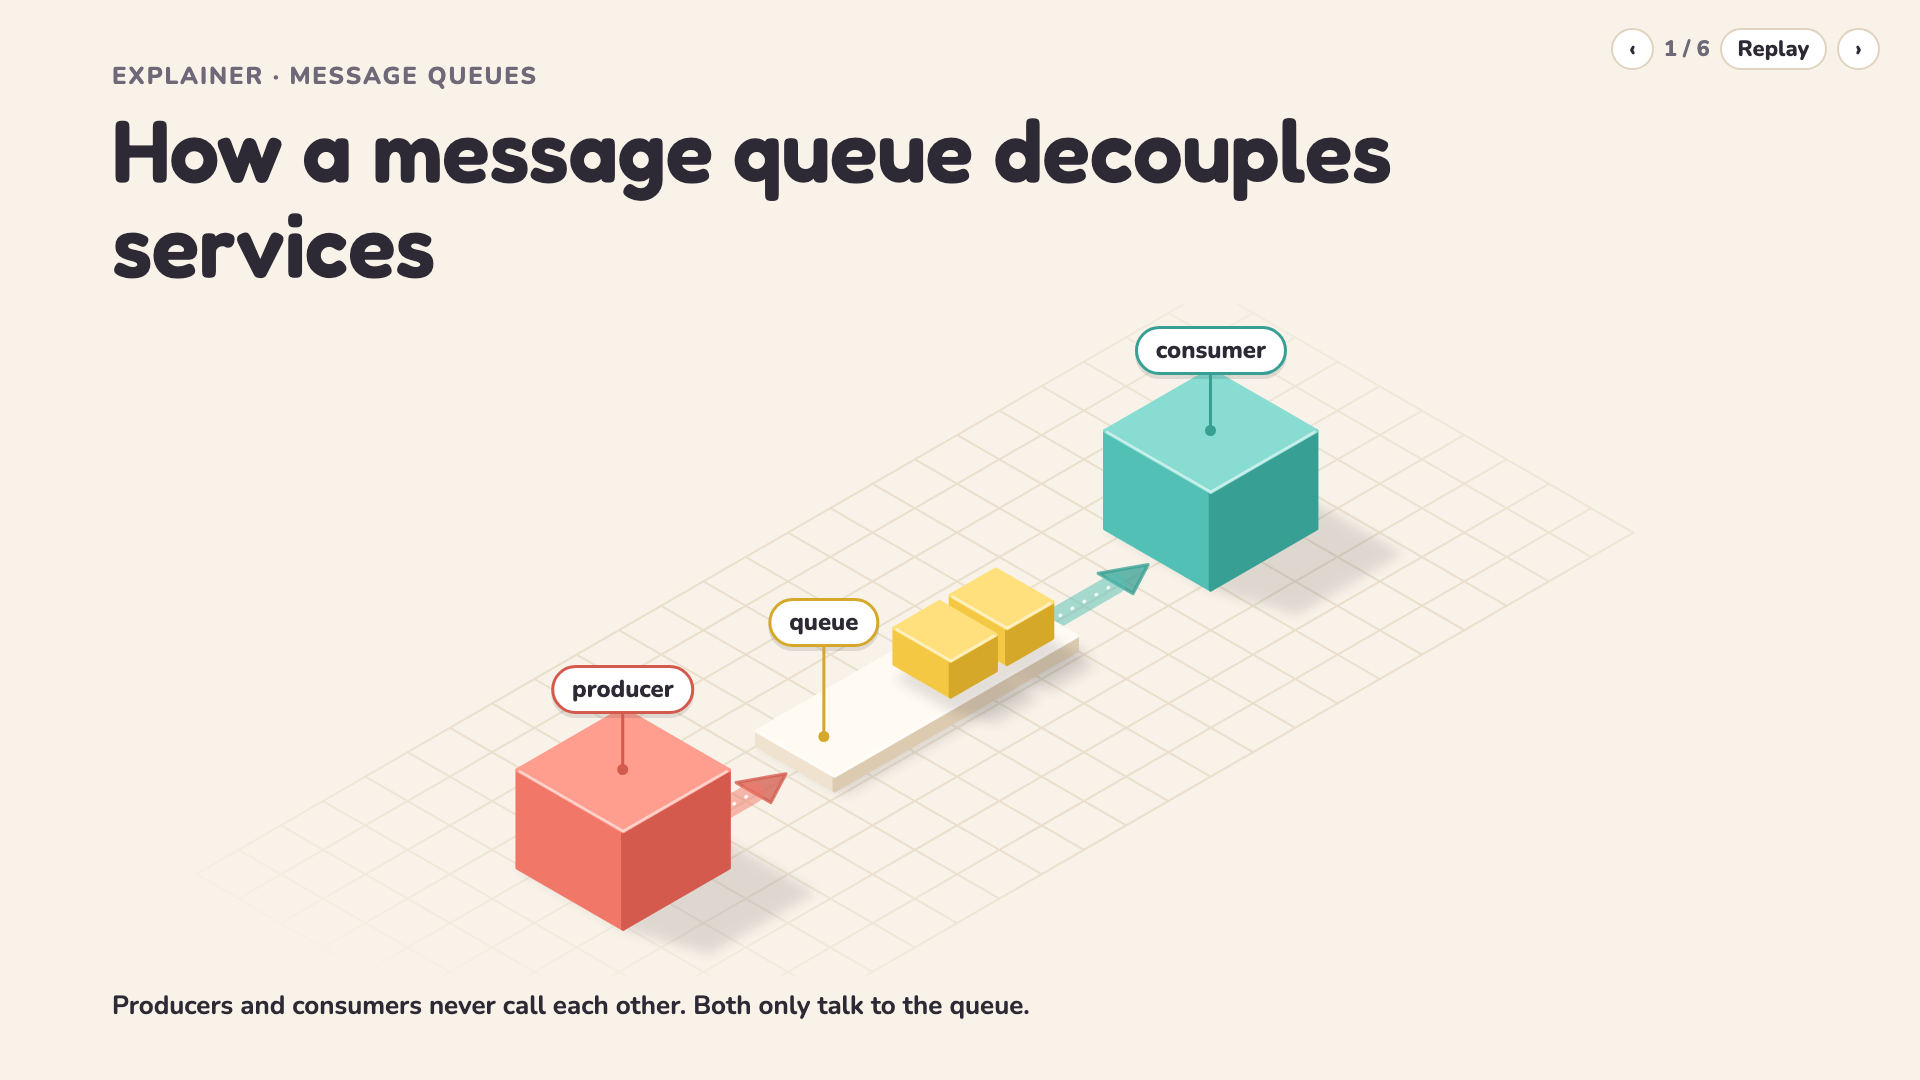 EXPLAINER · MESSAGE QUEUES
‹ 1 / 6 Replay ›
How a message queue decouples
services
consumer
queue
producer
Producers and consumers never call each other. Both only talk to the queue.